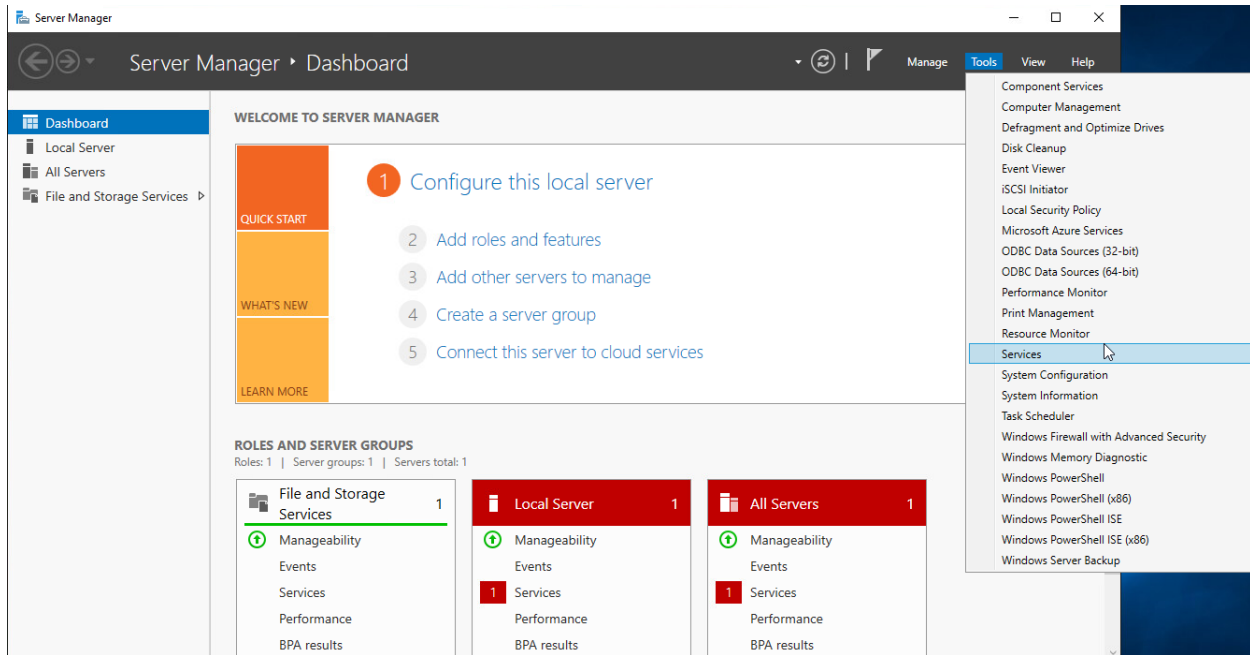 Server Manager
Server Manager ‣ Dashboard
Manage
Tools
View
Help
Dashboard
Local Server
All Servers
File and Storage Services
WELCOME TO SERVER MANAGER
QUICK START
WHAT'S NEW
LEARN MORE
1 Configure this local server
2 Add roles and features
3 Add other servers to manage
4 Create a server group
5 Connect this server to cloud services
ROLES AND SERVER GROUPS
Roles: 1 | Server groups: 1 | Servers total: 1
File and Storage
Services
1
Manageability
Events
Services
Performance
BPA results
Local Server 1
Manageability
Events
1 Services
Performance
BPA results
All Servers 1
Manageability
Events
1 Services
Performance
BPA results
Component Services
Computer Management
Defragment and Optimize Drives
Disk Cleanup
Event Viewer
iSCSI Initiator
Local Security Policy
Microsoft Azure Services
ODBC Data Sources (32-bit)
ODBC Data Sources (64-bit)
Performance Monitor
Print Management
Resource Monitor
Services
System Configuration
System Information
Task Scheduler
Windows Firewall with Advanced Security
Windows Memory Diagnostic
Windows PowerShell
Windows PowerShell (x86)
Windows PowerShell ISE
Windows PowerShell ISE (x86)
Windows Server Backup